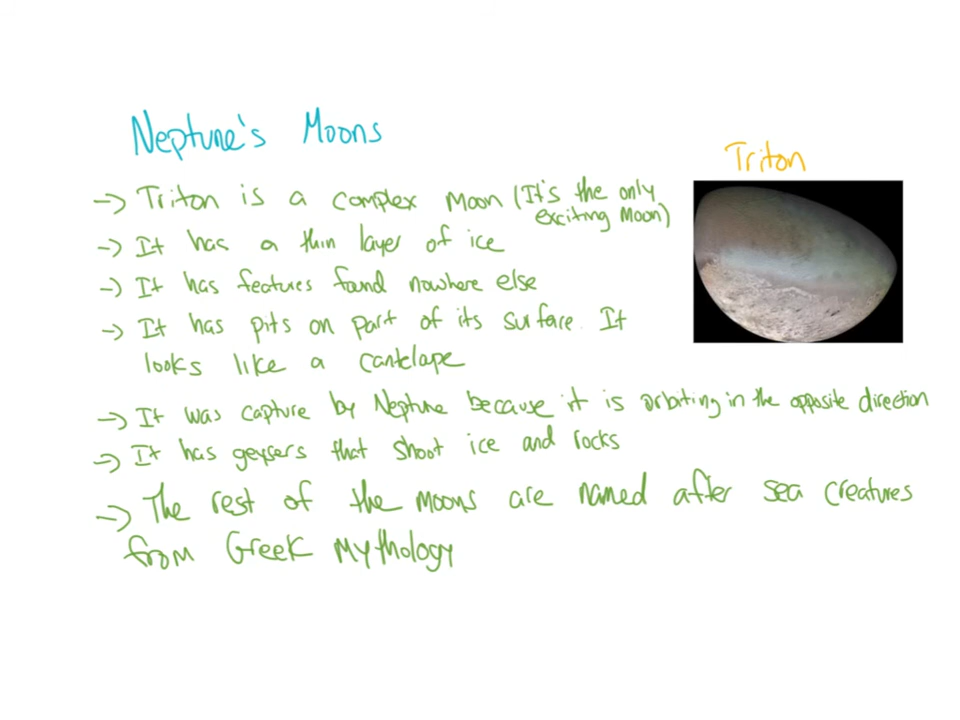 Neptune's Moons
Triton
→ Triton is a complex Moon (It's the only
exciting Moon)
→ It has a thin layer of ice
→ It has features found nowhere else
→ It has pits on part of its surface. It
looks like a cantelape
→ It was capture by Neptune because it is orbiting in the opposite direction
→ It has geysers that shoot ice and rocks
→ The rest of the Moons are named after sea creatures
from Greek Mythology